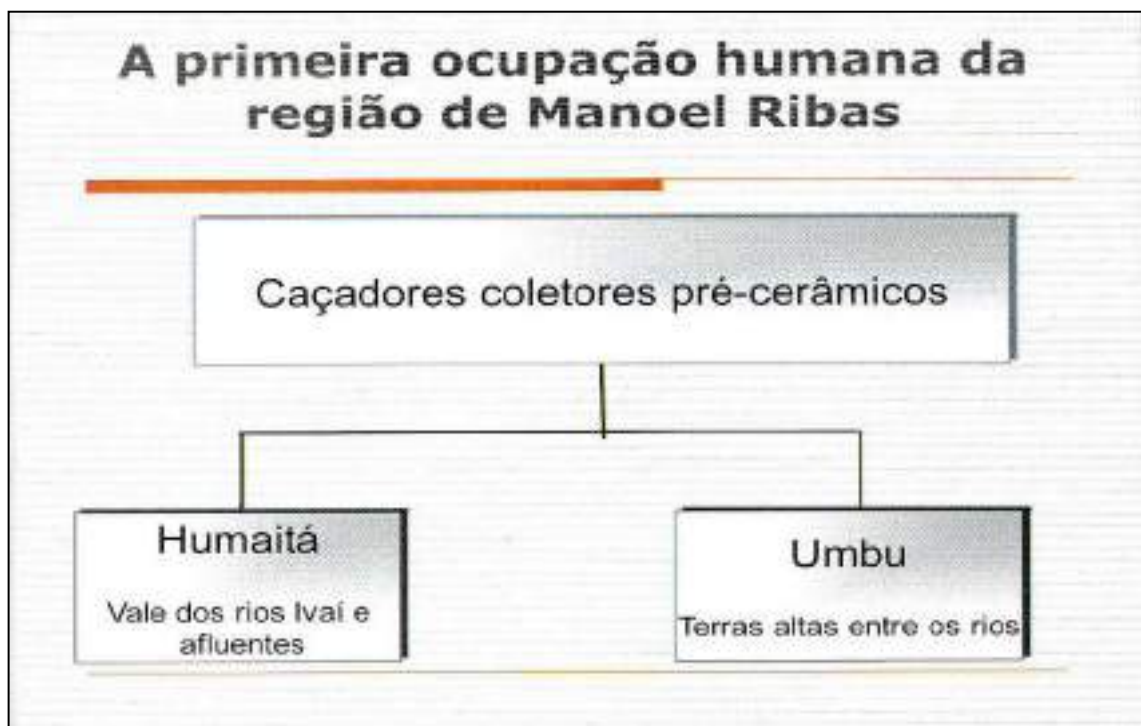 A primeira ocupação humana da
região de Manoel Ribas
Caçadores coletores pré-cerâmicos
Humaitá
Vale dos rios Ivaí e
afluentes
Umbu
Terras altas entre os rios